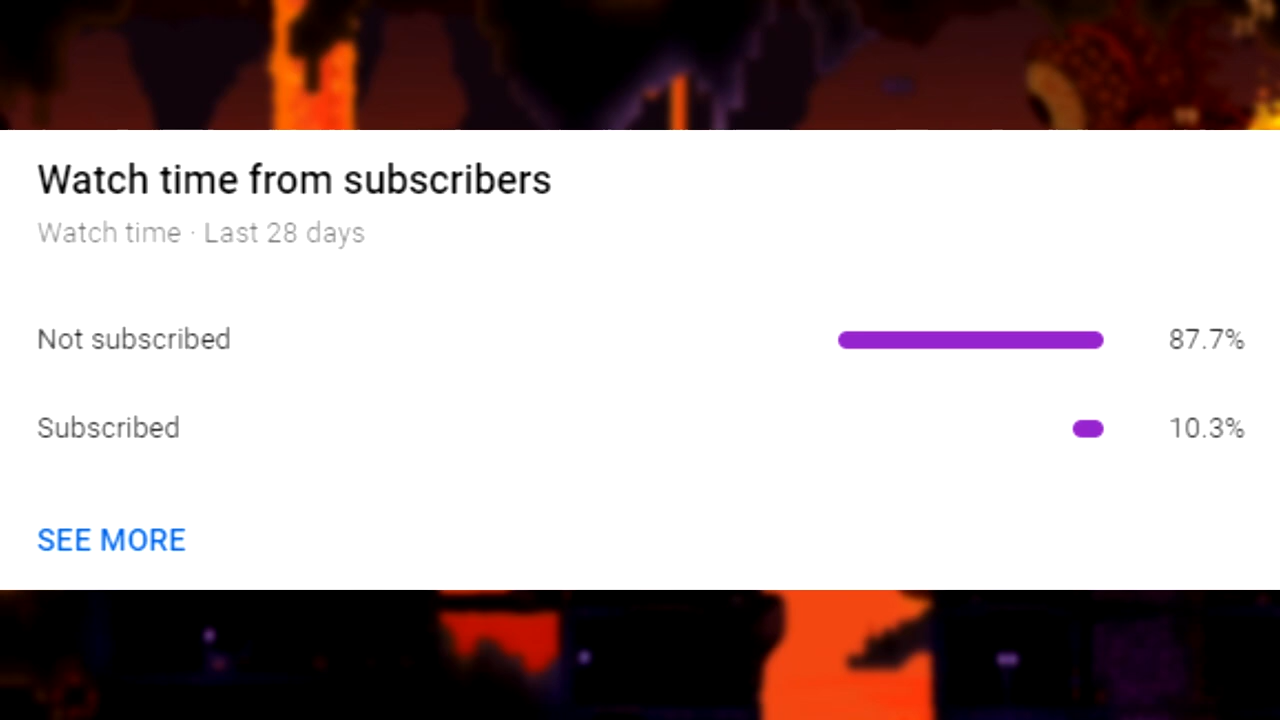 Watch time from subscribers
Watch time · Last 28 days
Not subscribed 87.7%
Subscribed 10.3%
SEE MORE